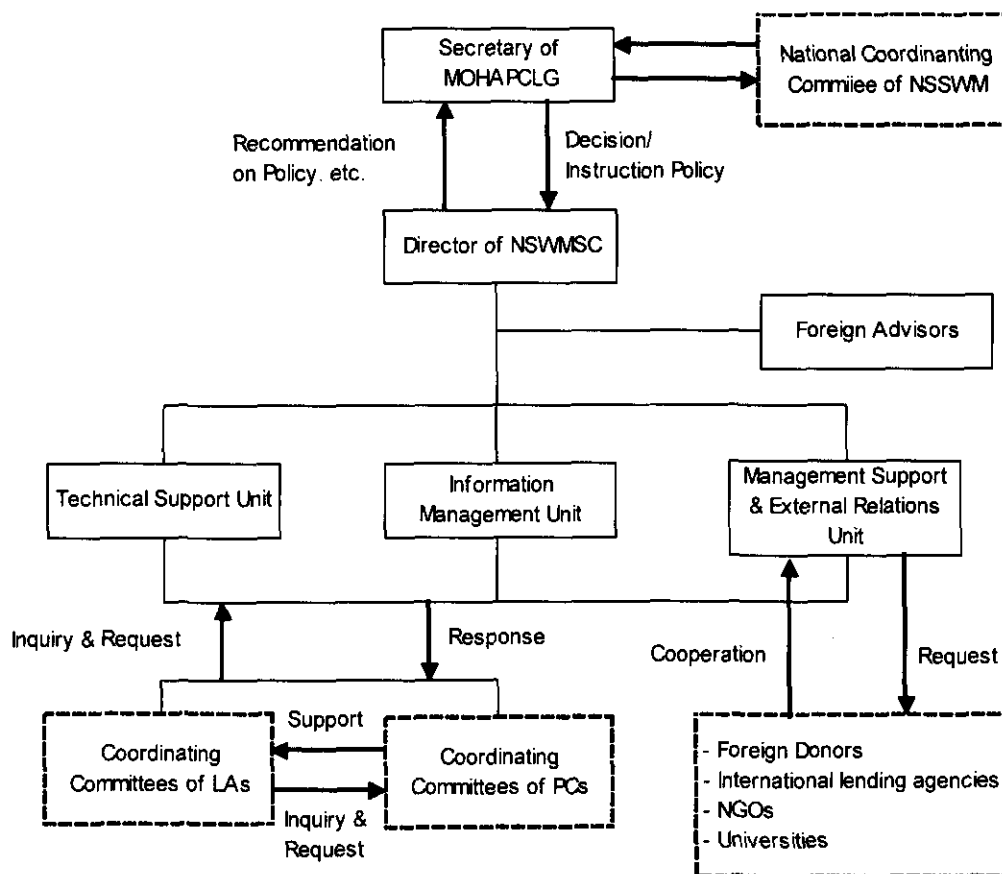 Secretary of
MOHAPCLG
National Coordinanting
Commiiee of NSSWM
Recommendation
on Policy. etc.
Decision/
Instruction Policy
Director of NSWMSC
Foreign Advisors
Technical Support Unit
Information
Management Unit
Management Support
& External Relations
Unit
Inquiry & Request
Response
Cooperation
Request
Coordinating
Committees of LAs
Support
Inquiry &
Request
Coordinating
Committees of PCs
- Foreign Donors
- International lending agencies
- NGOs
- Universities